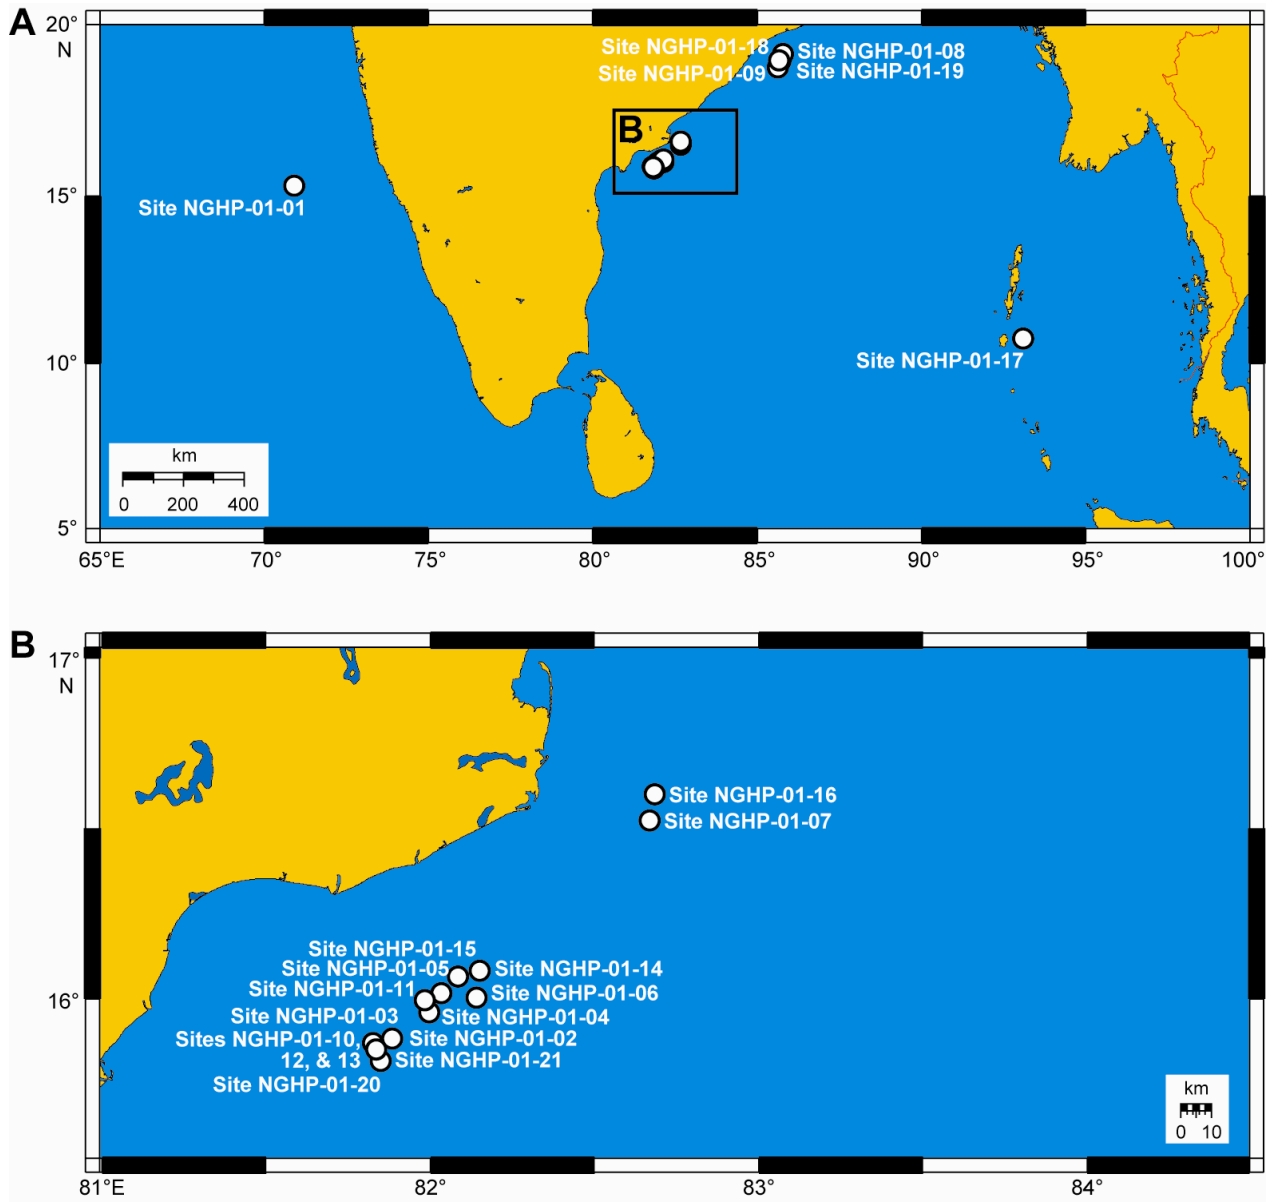 A
20°
N
15°
10°
5°
65°E
70°
75°
80°
85°
90°
95°
100°
Site NGHP-01-18
Site NGHP-01-08
Site NGHP-01-09
Site NGHP-01-19
B
Site NGHP-01-01
Site NGHP-01-17
km
0 200 400
B
17°
N
16°
81°E
82°
83°
84°
Site NGHP-01-16
Site NGHP-01-07
Site NGHP-01-15
Site NGHP-01-05
Site NGHP-01-14
Site NGHP-01-11
Site NGHP-01-06
Site NGHP-01-03
Site NGHP-01-04
Sites NGHP-01-10,
12, & 13
Site NGHP-01-02
Site NGHP-01-21
Site NGHP-01-20
km
0 10